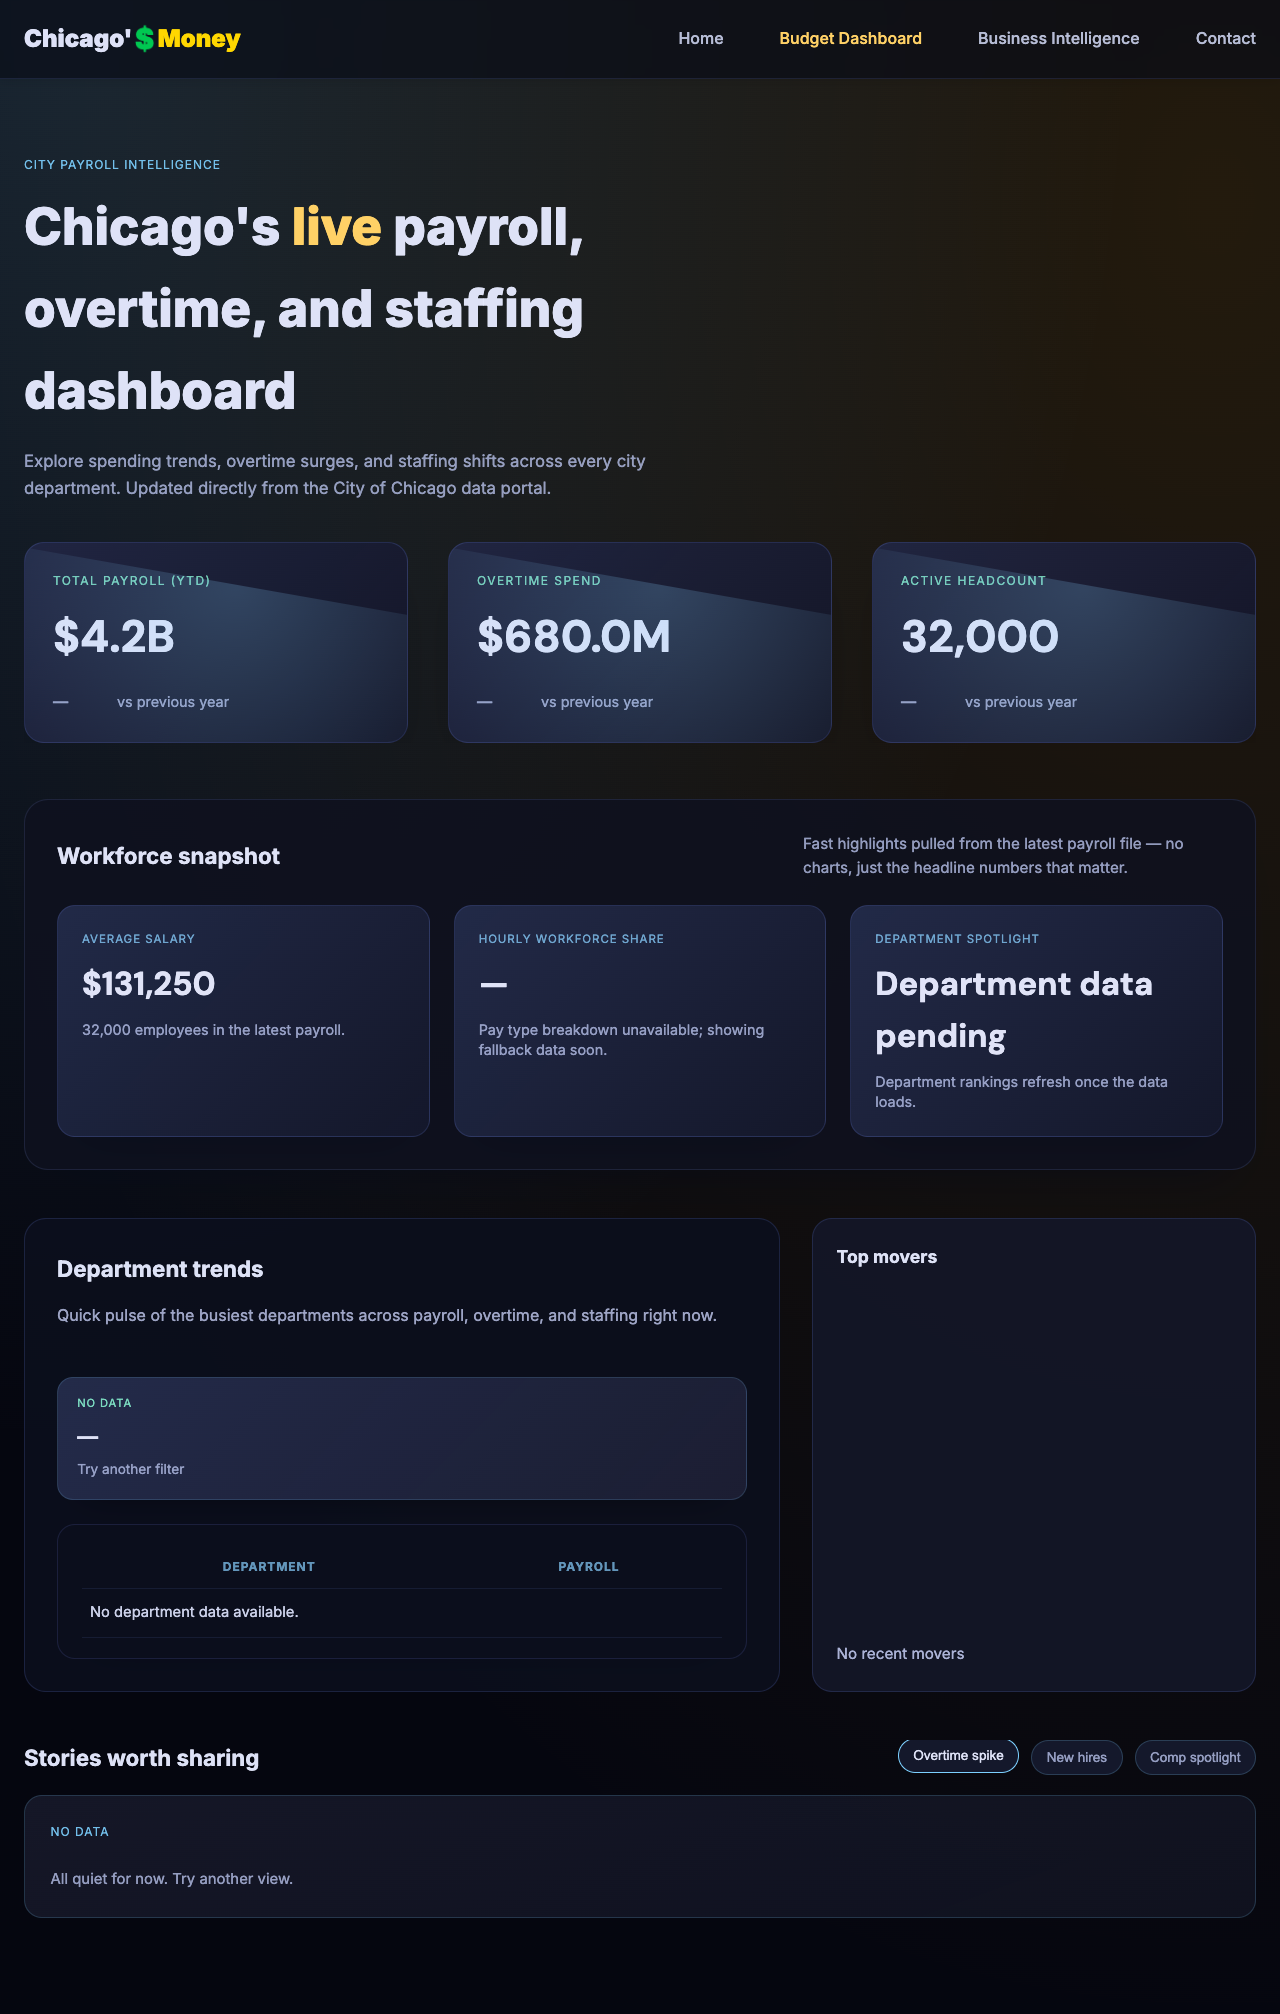 Chicago'$Money
Home
Budget Dashboard
Business Intelligence
Contact
CITY PAYROLL INTELLIGENCE
Chicago's live payroll,
overtime, and staffing
dashboard
Explore spending trends, overtime surges, and staffing shifts across every city
department. Updated directly from the City of Chicago data portal.
TOTAL PAYROLL (YTD)
$4.2B
— vs previous year
OVERTIME SPEND
$680.0M
— vs previous year
ACTIVE HEADCOUNT
32,000
— vs previous year
Workforce snapshot
Fast highlights pulled from the latest payroll file — no
charts, just the headline numbers that matter.
AVERAGE SALARY
$131,250
32,000 employees in the latest payroll.
HOURLY WORKFORCE SHARE
—
Pay type breakdown unavailable; showing
fallback data soon.
DEPARTMENT SPOTLIGHT
Department data
pending
Department rankings refresh once the data
loads.
Department trends
Quick pulse of the busiest departments across payroll, overtime, and staffing right now.
NO DATA
—
Try another filter
DEPARTMENT PAYROLL
No department data available.
Top movers
No recent movers
Stories worth sharing
Overtime spike
New hires
Comp spotlight
NO DATA
All quiet for now. Try another view.